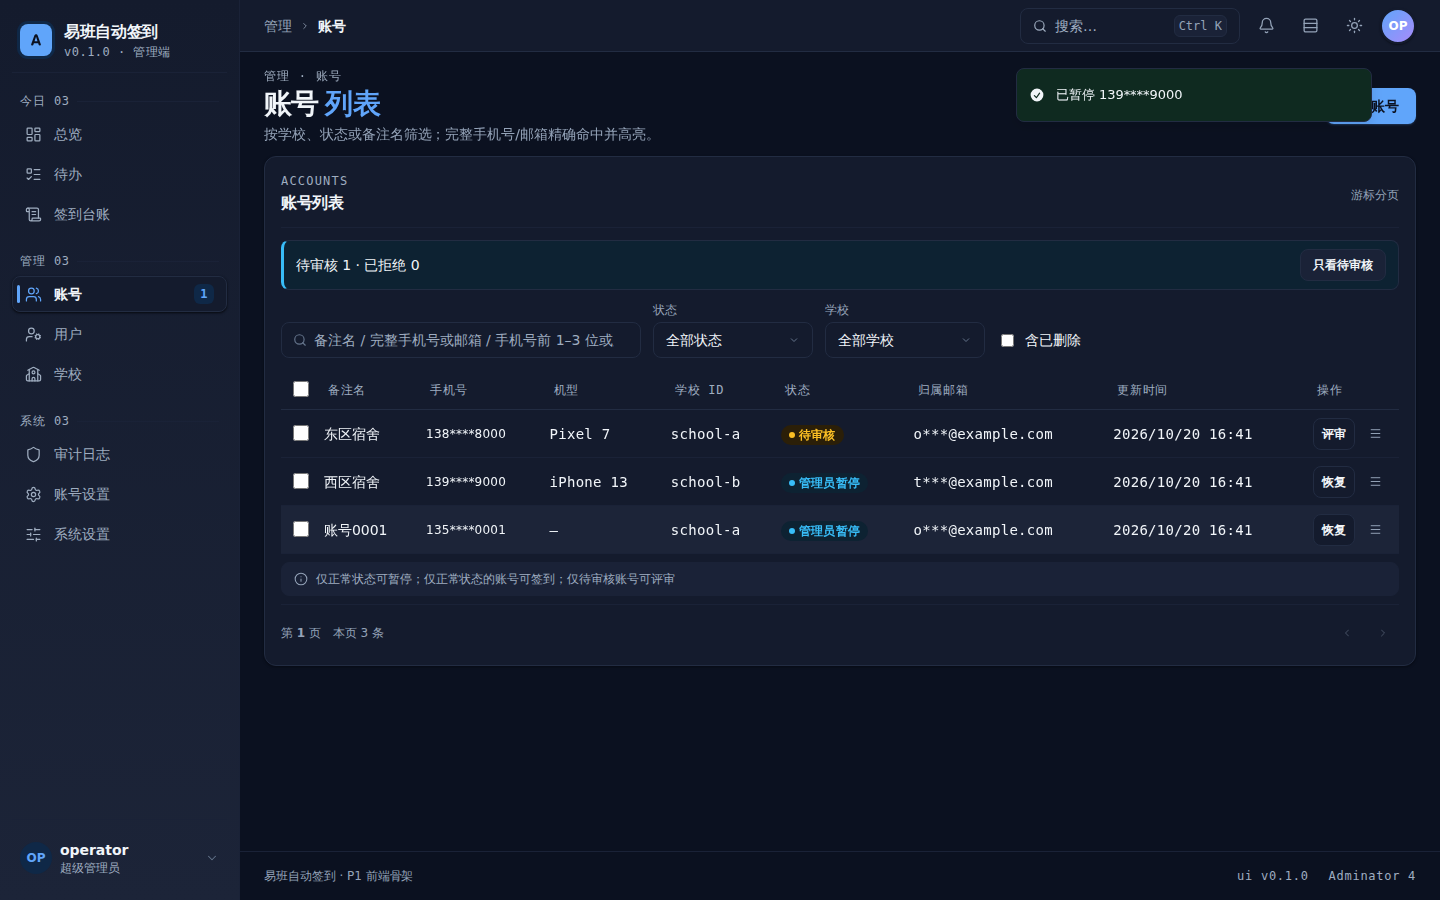 A
易班自动签到
v0.1.0 · 管理端
今日 03
总览
待办
签到台账
管理 03
账号 1
用户
学校
系统 03
审计日志
账号设置
系统设置
OP
operator
超级管理员
管理 › 账号
搜索… Ctrl K
OP
管理 · 账号
账号 列表
按学校、状态或备注名筛选；完整手机号/邮箱精确命中并高亮。
已暂停 139****9000
账号
ACCOUNTS
账号列表
游标分页
待审核 1 · 已拒绝 0
只看待审核
状态 学校
备注名 / 完整手机号或邮箱 / 手机号前 1–3 位或
全部状态 全部学校 含已删除
备注名 手机号 机型 学校 ID 状态 归属邮箱 更新时间 操作
东区宿舍 138****8000 Pixel 7 school-a 待审核 o***@example.com 2026/10/20 16:41 评审
西区宿舍 139****9000 iPhone 13 school-b 管理员暂停 t***@example.com 2026/10/20 16:41 恢复
账号0001 135****0001 — school-a 管理员暂停 o***@example.com 2026/10/20 16:41 恢复
仅正常状态可暂停；仅正常状态的账号可签到；仅待审核账号可评审
第 1 页 本页 3 条
易班自动签到 · P1 前端骨架
ui v0.1.0 Adminator 4